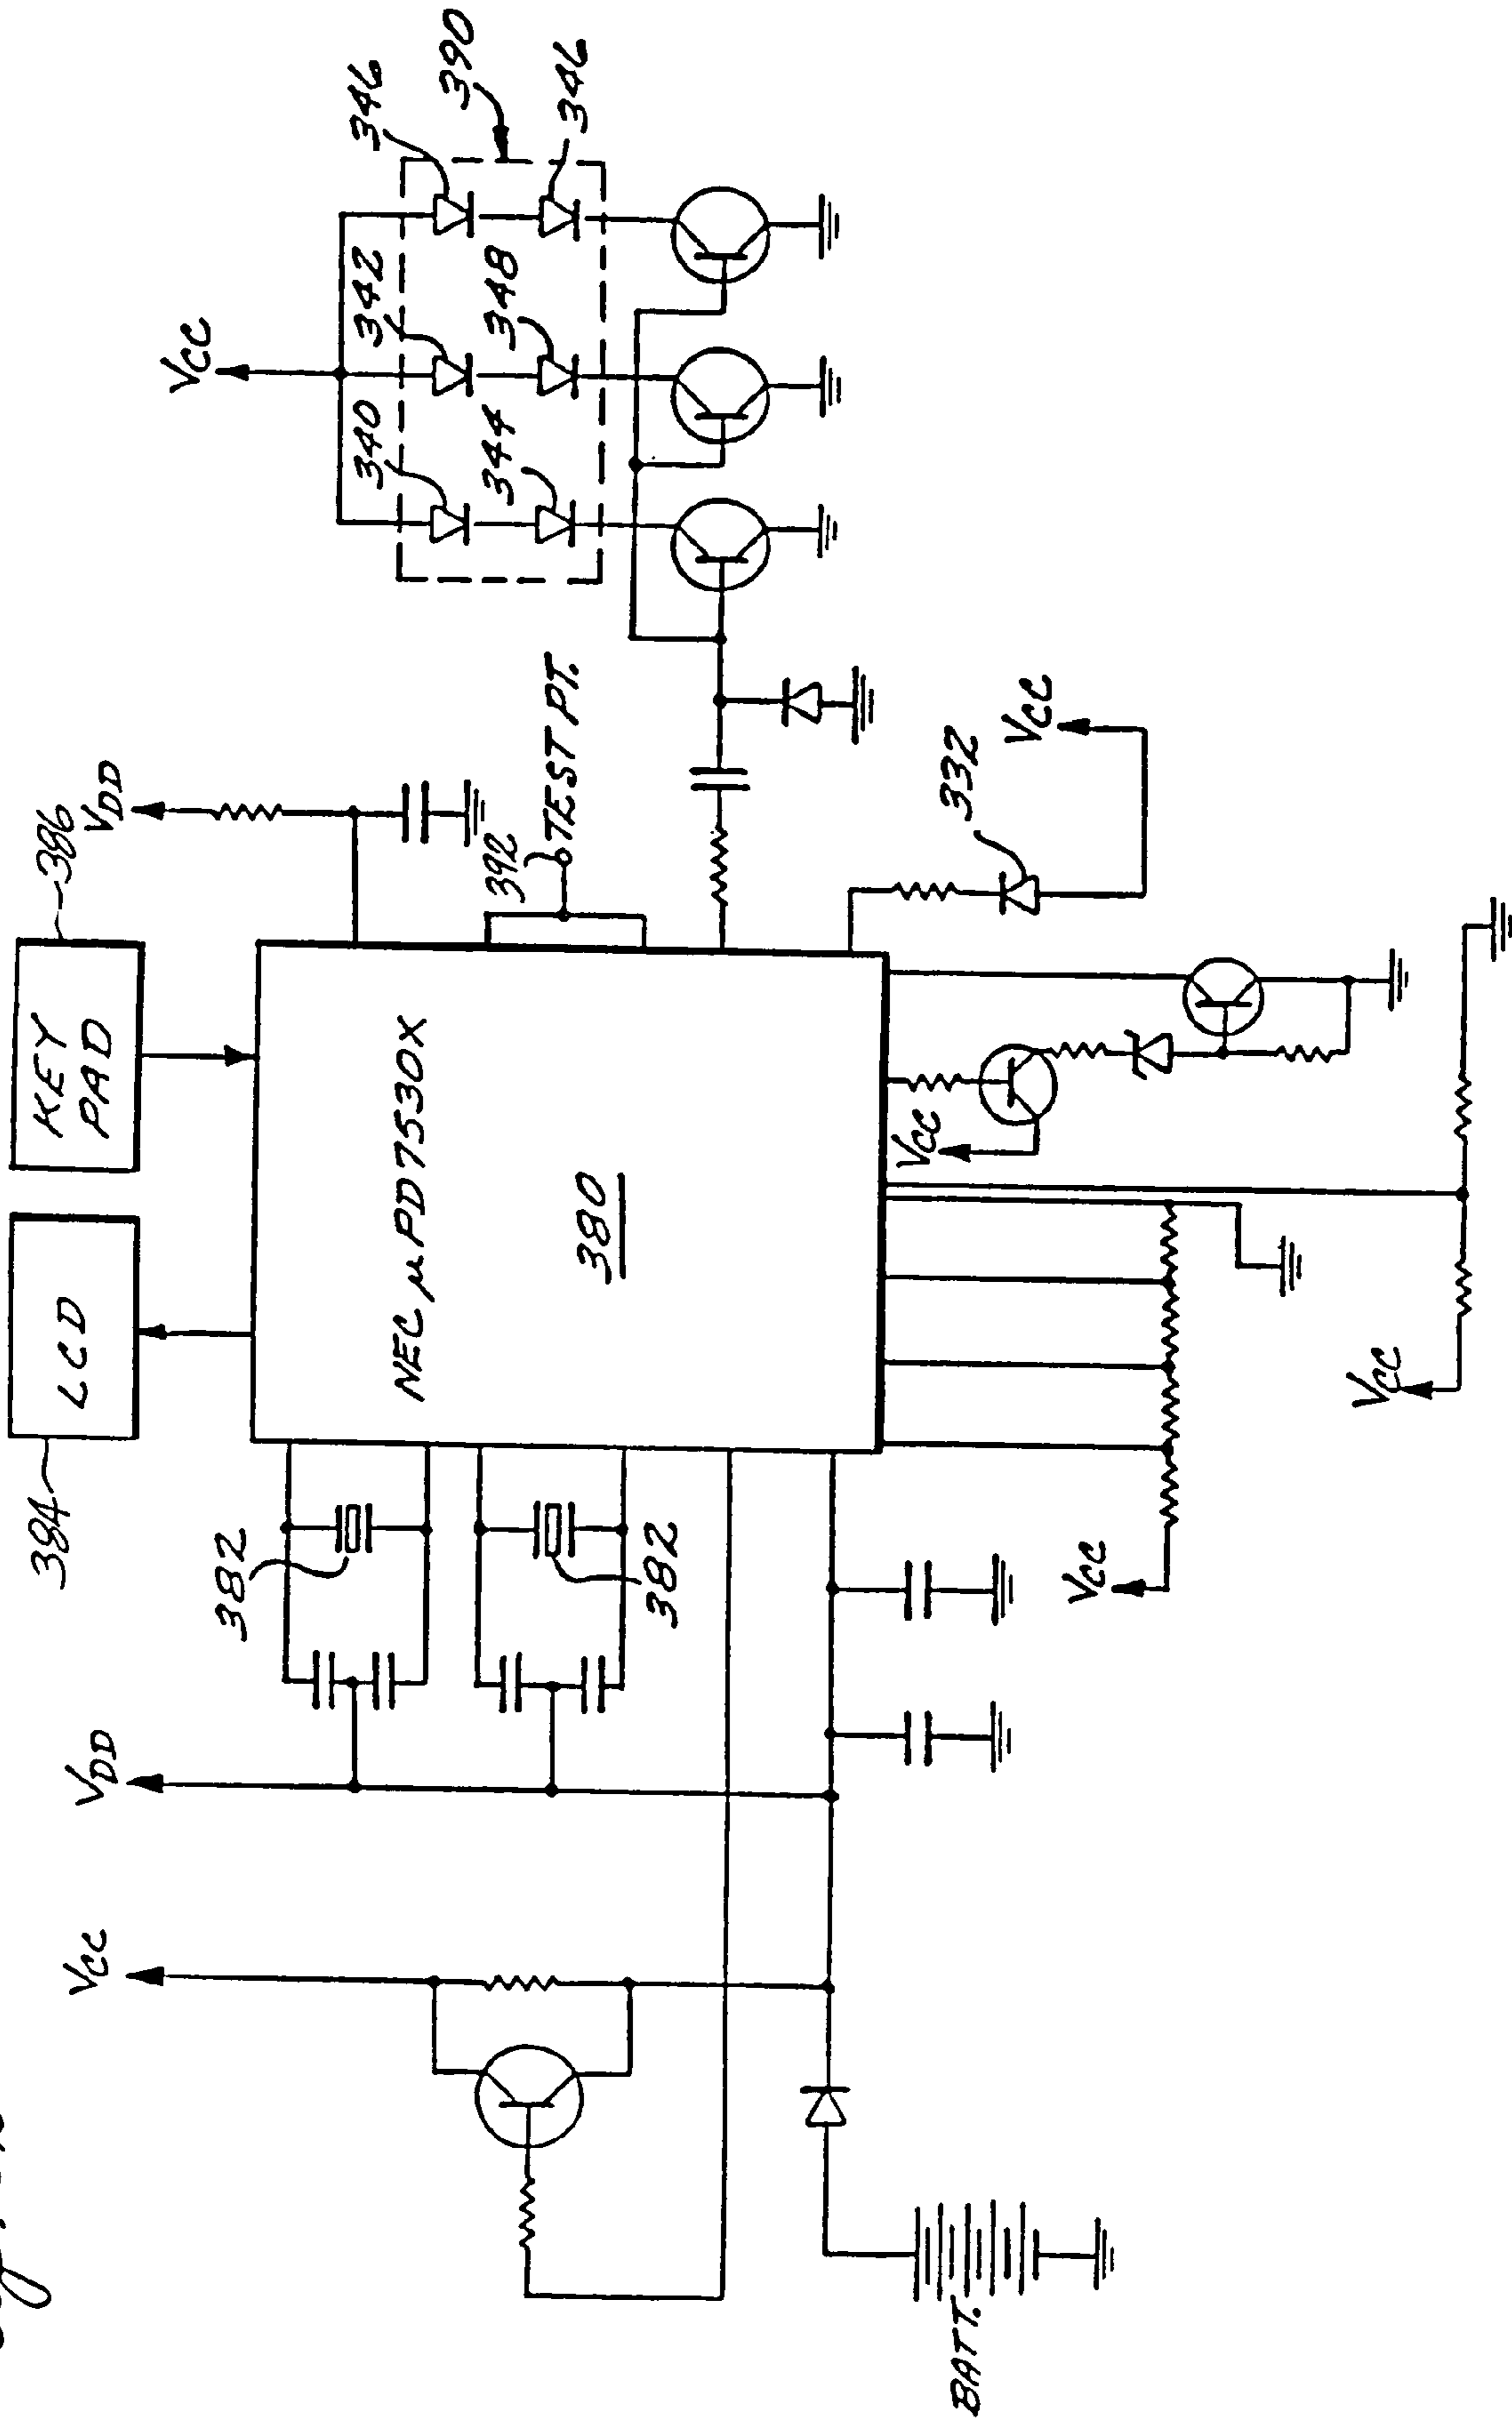 384
LCD
KEY
PAD
386
VCC
VDD
VDD
VCC
346
390
342
340
348
344
346
382
382
NEC µPD7530X
380
392
TEST PT.
332
VCC
VCC
VCC
VCC
BATT.